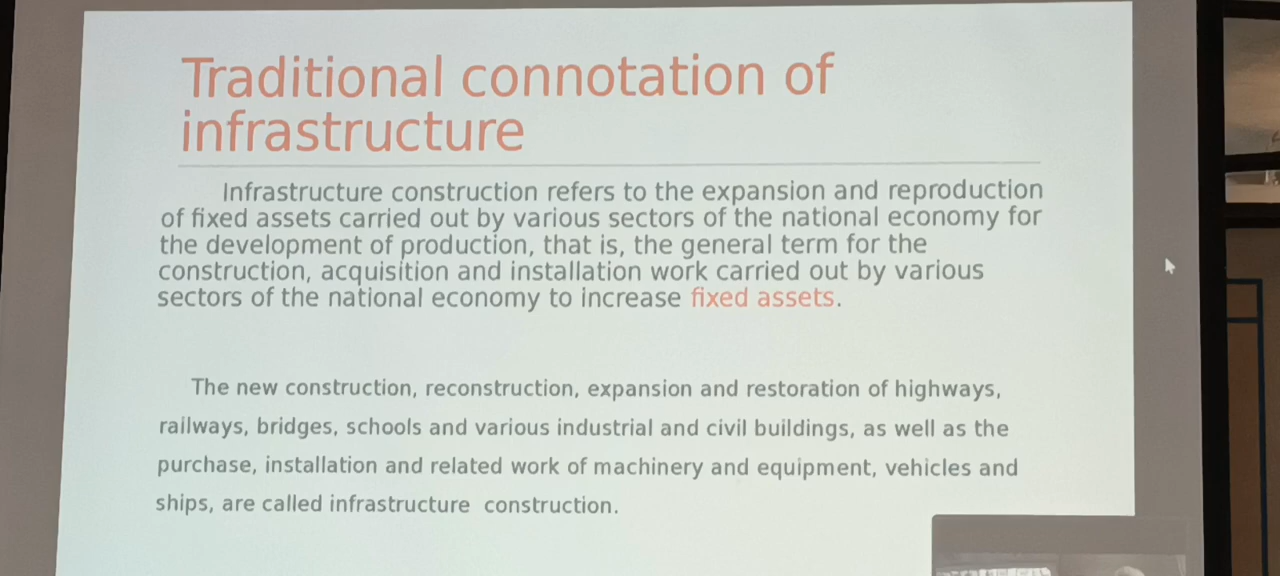 Traditional connotation of
infrastructure
Infrastructure construction refers to the expansion and reproduction
of fixed assets carried out by various sectors of the national economy for
the development of production, that is, the general term for the
construction, acquisition and installation work carried out by various
sectors of the national economy to increase fixed assets.
The new construction, reconstruction, expansion and restoration of highways,
railways, bridges, schools and various industrial and civil buildings, as well as the
purchase, installation and related work of machinery and equipment, vehicles and
ships, are called infrastructure construction.